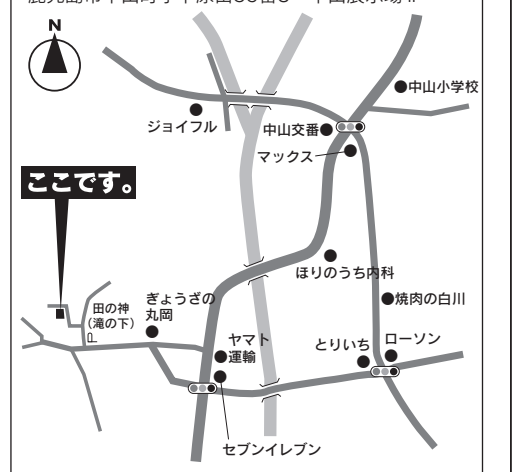 N
中山小学校
ジョイフル
中山交番
マックス
ここです。
ほりのうち内科
田の神
(滝の下)
ぎょうざの
丸岡
焼肉の白川
ヤマト
運輸
とりいち
ローソン
セブンイレブン